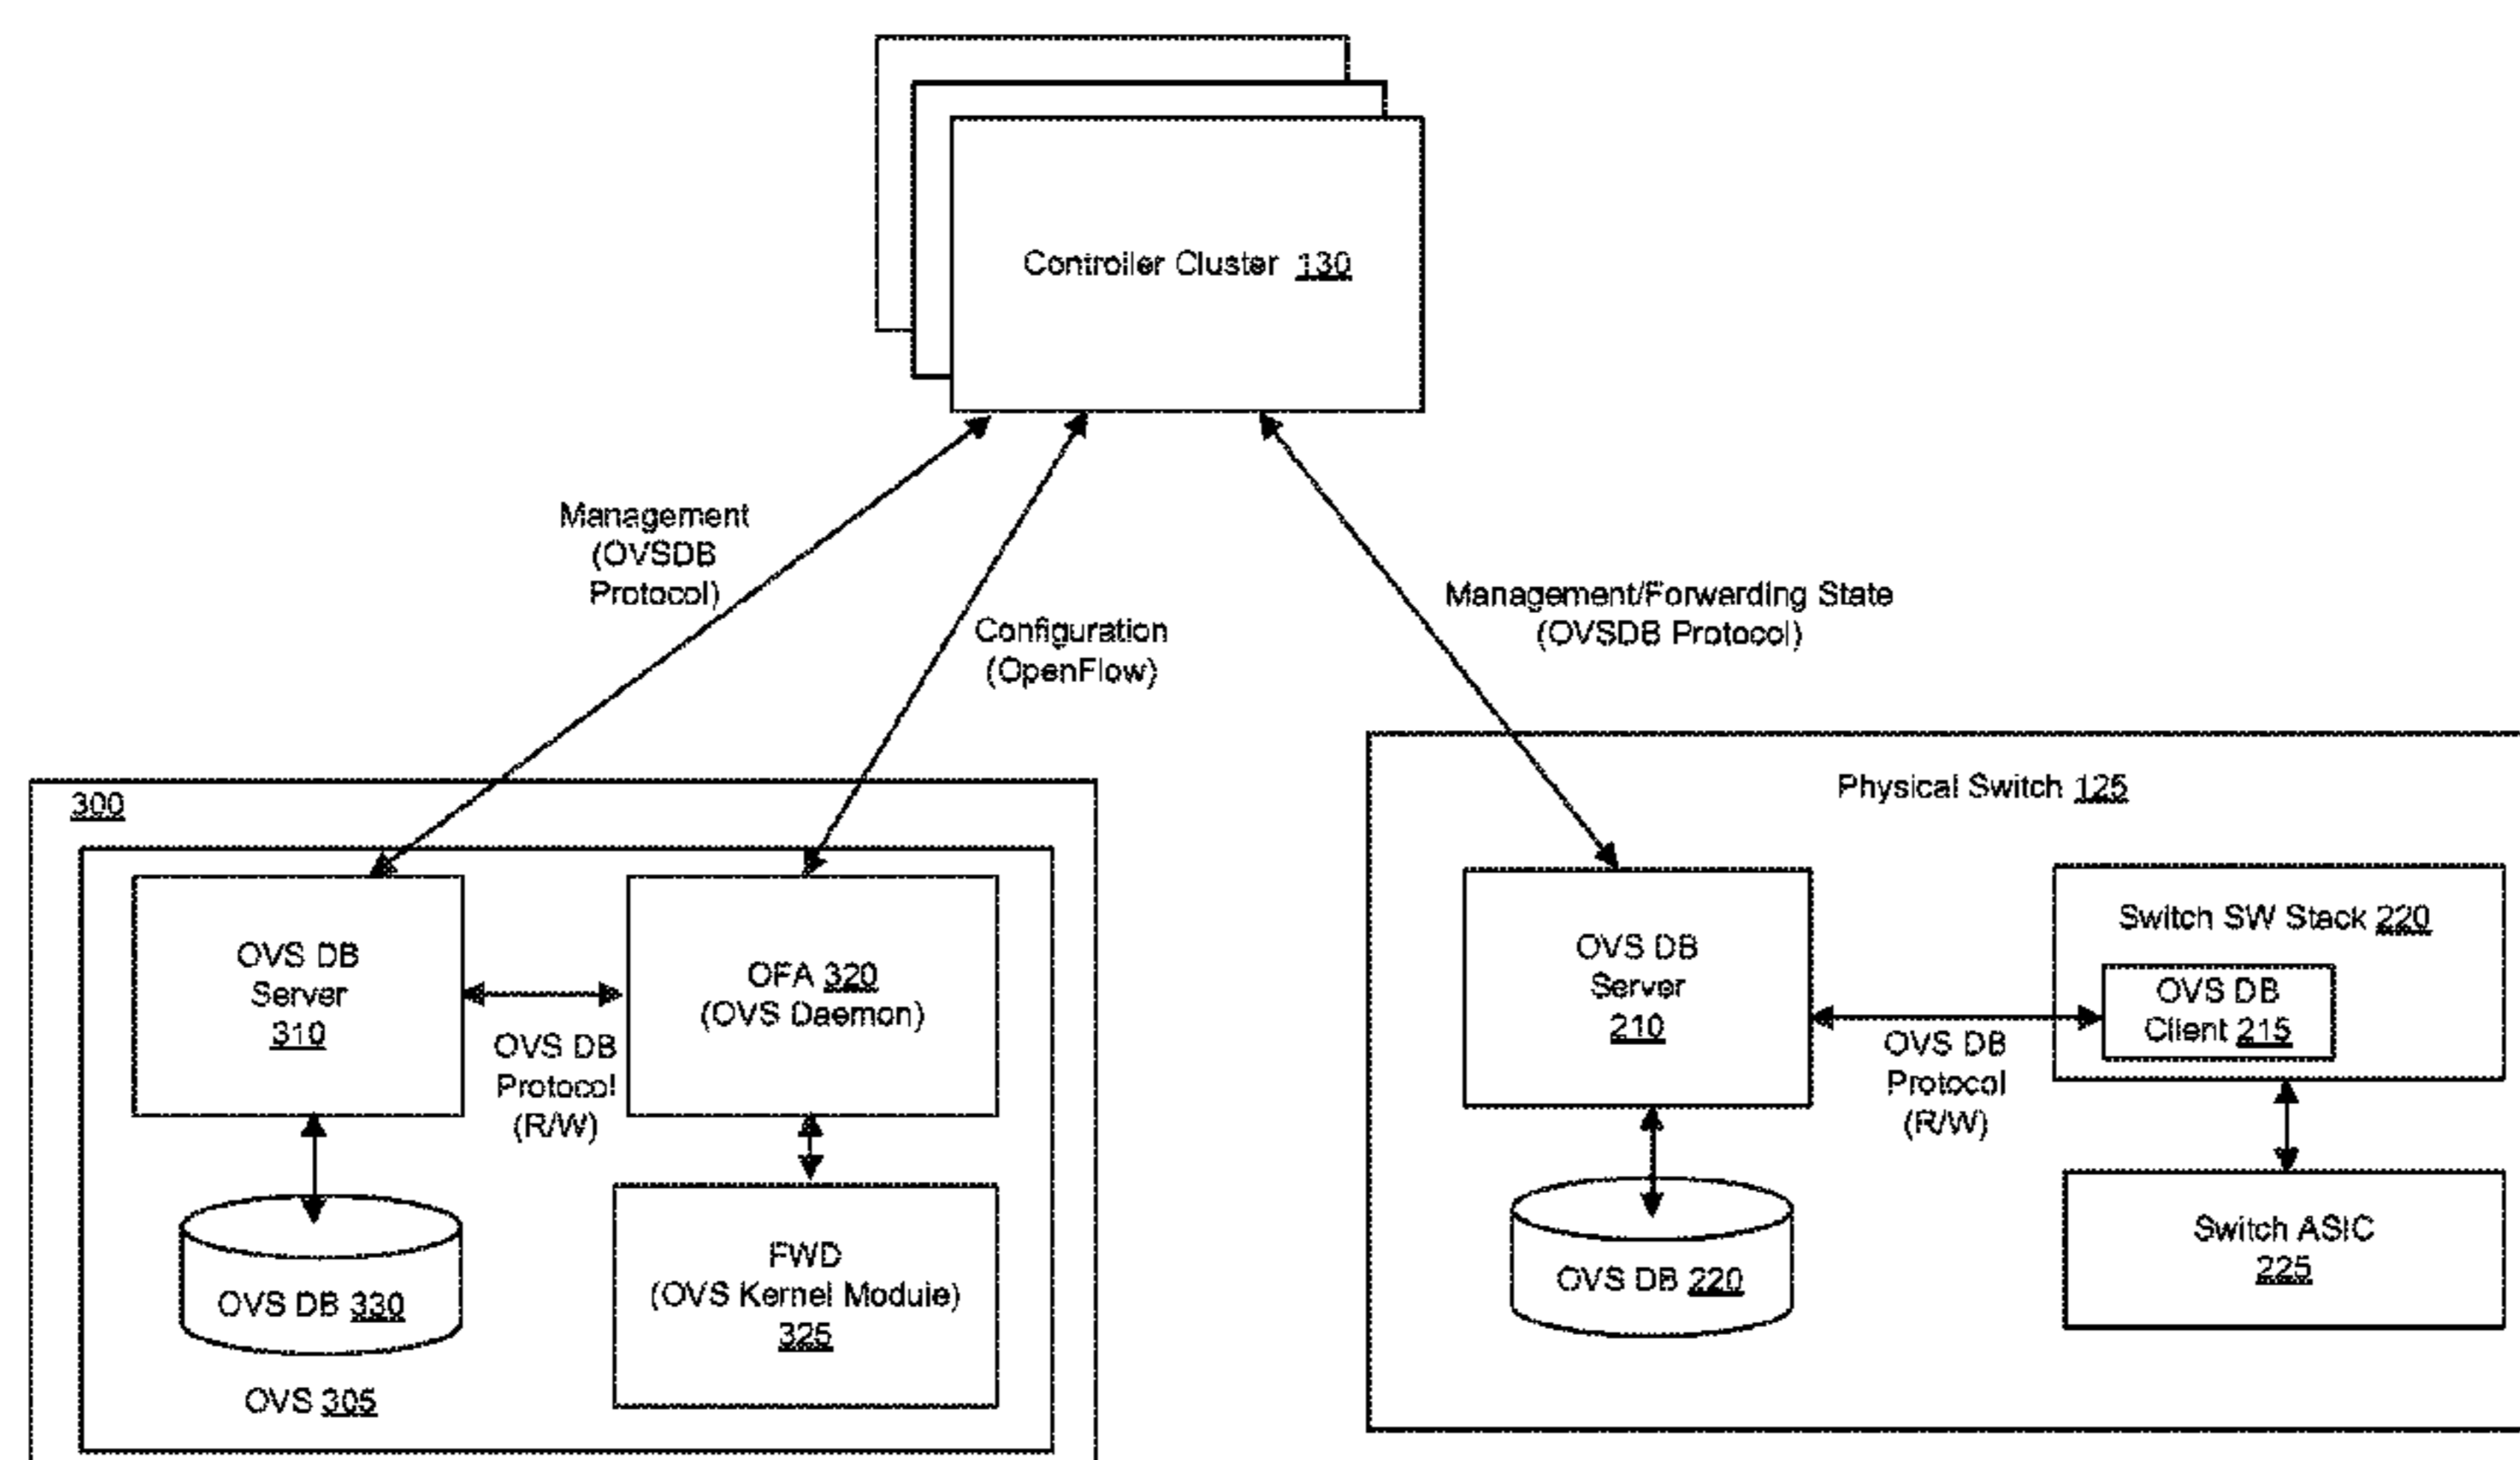 Controller Cluster 130
Management
(OVSDB
Protocol)
Configuration
(OpenFlow)
Management/Forwarding State
(OVSDB Protocol)
300
OVS DB
Server
310
OVS DB
Protocol
(R/W)
OFA 320
(OVS Daemon)
OVS DB 330
FWD
(OVS Kernel Module)
325
OVS 305
Physical Switch 125
OVS DB
Server
210
OVS DB
Protocol
(R/W)
Switch SW Stack 220
OVS DB
Client 215
OVS DB 220
Switch ASIC
225